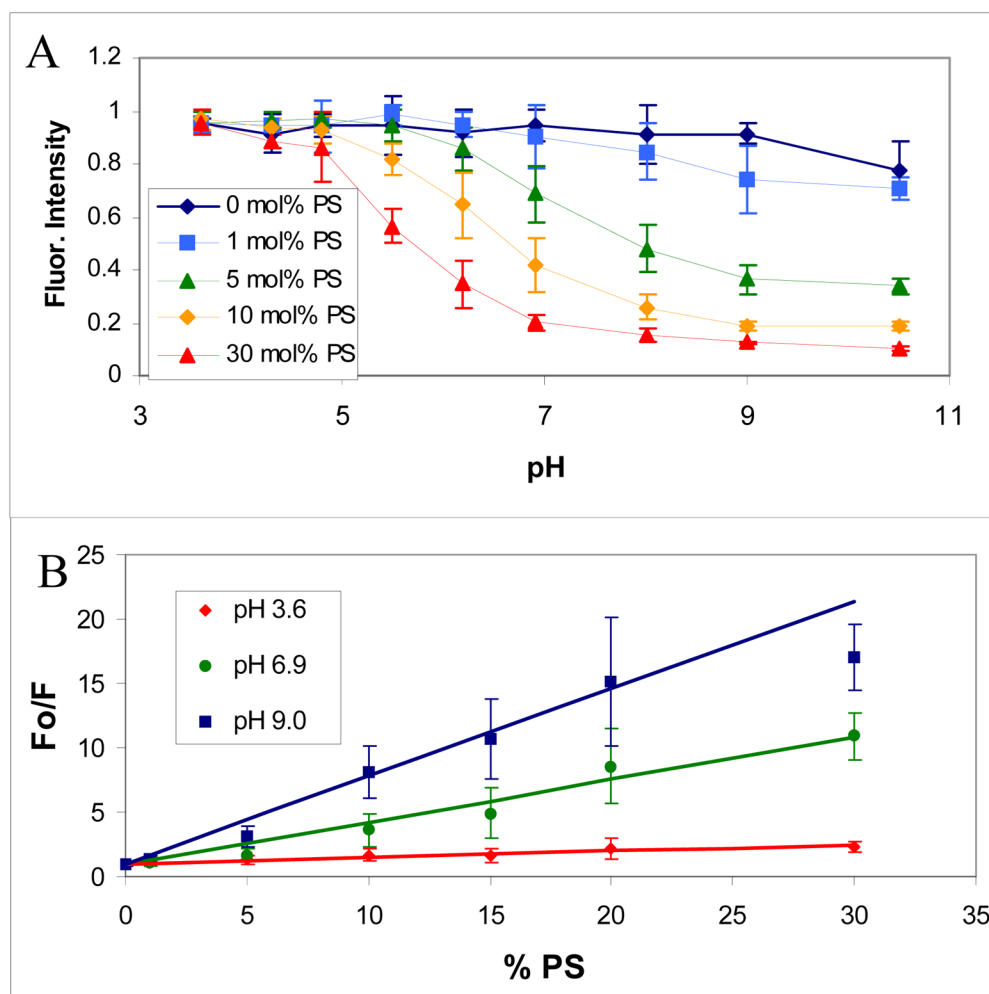 A
1.2
1
0.8
0.6
0.4
0.2
0
Fluor. Intensity
0 mol% PS
1 mol% PS
5 mol% PS
10 mol% PS
30 mol% PS
3 5 7 9 11
pH
B
25
20
15
10
5
0
Fo/F
pH 3.6
pH 6.9
pH 9.0
0 5 10 15 20 25 30 35
% PS